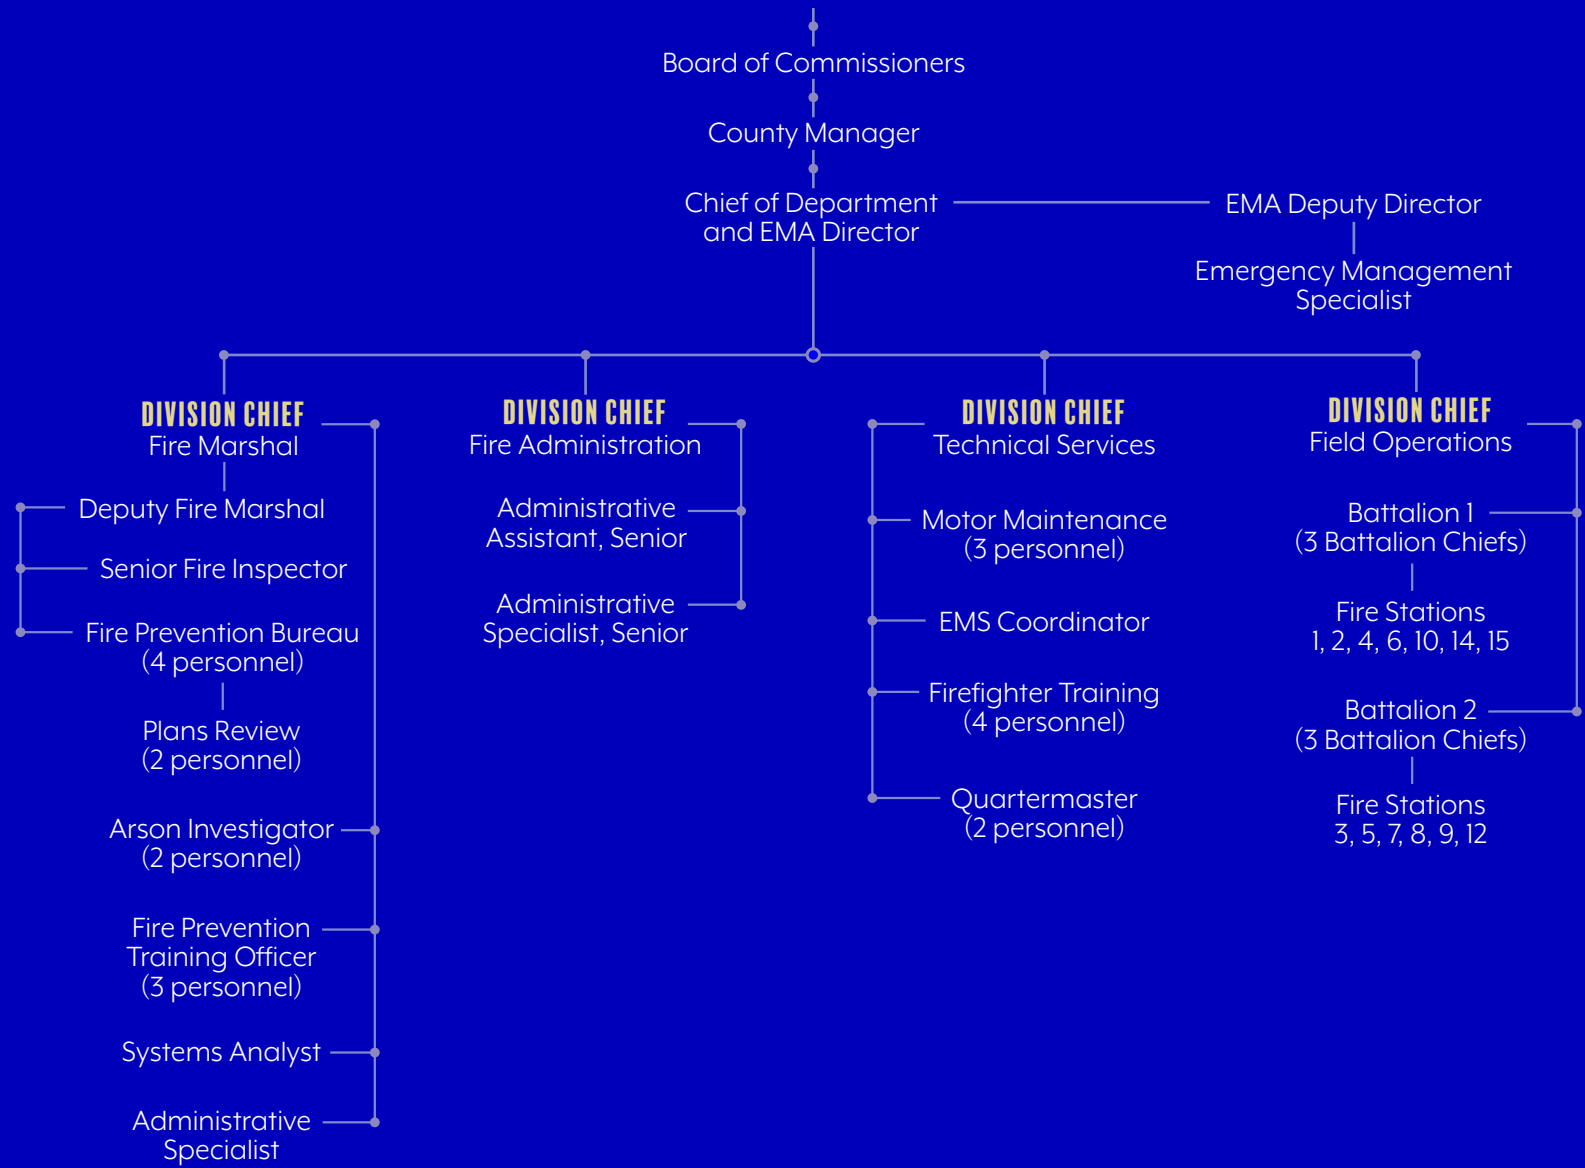 Board of Commissioners
County Manager
Chief of Department
and EMA Director
EMA Deputy Director
Emergency Management
Specialist
DIVISION CHIEF
Fire Marshal
Deputy Fire Marshal
Senior Fire Inspector
Fire Prevention Bureau
(4 personnel)
Plans Review
(2 personnel)
Arson Investigator
(2 personnel)
Fire Prevention
Training Officer
(3 personnel)
Systems Analyst
Administrative
Specialist
DIVISION CHIEF
Fire Administration
Administrative
Assistant, Senior
Administrative
Specialist, Senior
DIVISION CHIEF
Technical Services
Motor Maintenance
(3 personnel)
EMS Coordinator
Firefighter Training
(4 personnel)
Quartermaster
(2 personnel)
DIVISION CHIEF
Field Operations
Battalion 1
(3 Battalion Chiefs)
Fire Stations
1, 2, 4, 6, 10, 14, 15
Battalion 2
(3 Battalion Chiefs)
Fire Stations
3, 5, 7, 8, 9, 12